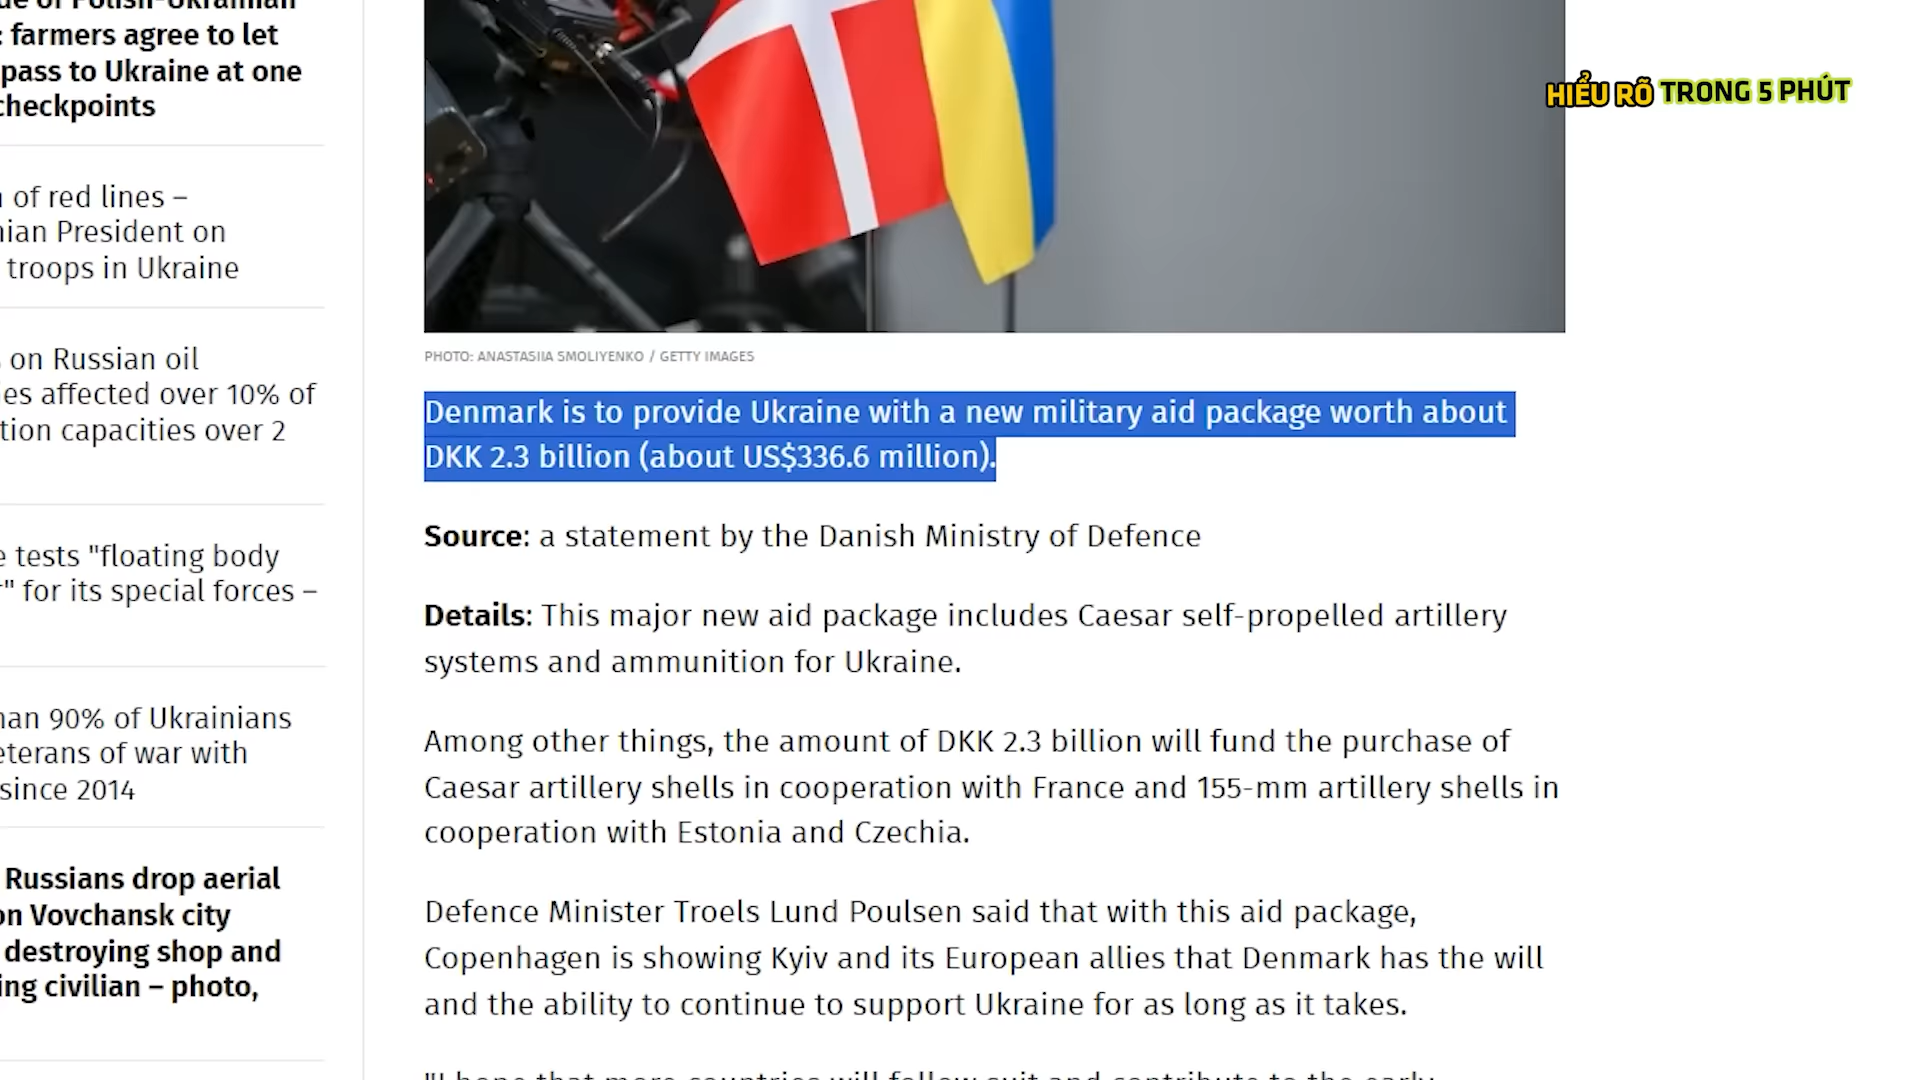 Polish-Ukrainian
: farmers agree to let
pass to Ukraine at one
checkpoints
of red lines –
President on
troops in Ukraine
on Russian oil
affected over 10% of
capacities over 2
tests "floating body
" for its special forces –
90% of Ukrainians
of war with
since 2014
Russians drop aerial
on Vovchansk city
destroying shop and
civilian – photo,
HIỂU RÕ TRONG 5 PHÚT
PHOTO: ANASTASIIA SMOLIYENKO / GETTY IMAGES
Denmark is to provide Ukraine with a new military aid package worth about
DKK 2.3 billion (about US$336.6 million).
Source: a statement by the Danish Ministry of Defence
Details: This major new aid package includes Caesar self-propelled artillery
systems and ammunition for Ukraine.
Among other things, the amount of DKK 2.3 billion will fund the purchase of
Caesar artillery shells in cooperation with France and 155-mm artillery shells in
cooperation with Estonia and Czechia.
Defence Minister Troels Lund Poulsen said that with this aid package,
Copenhagen is showing Kyiv and its European allies that Denmark has the will
and the ability to continue to support Ukraine for as long as it takes.